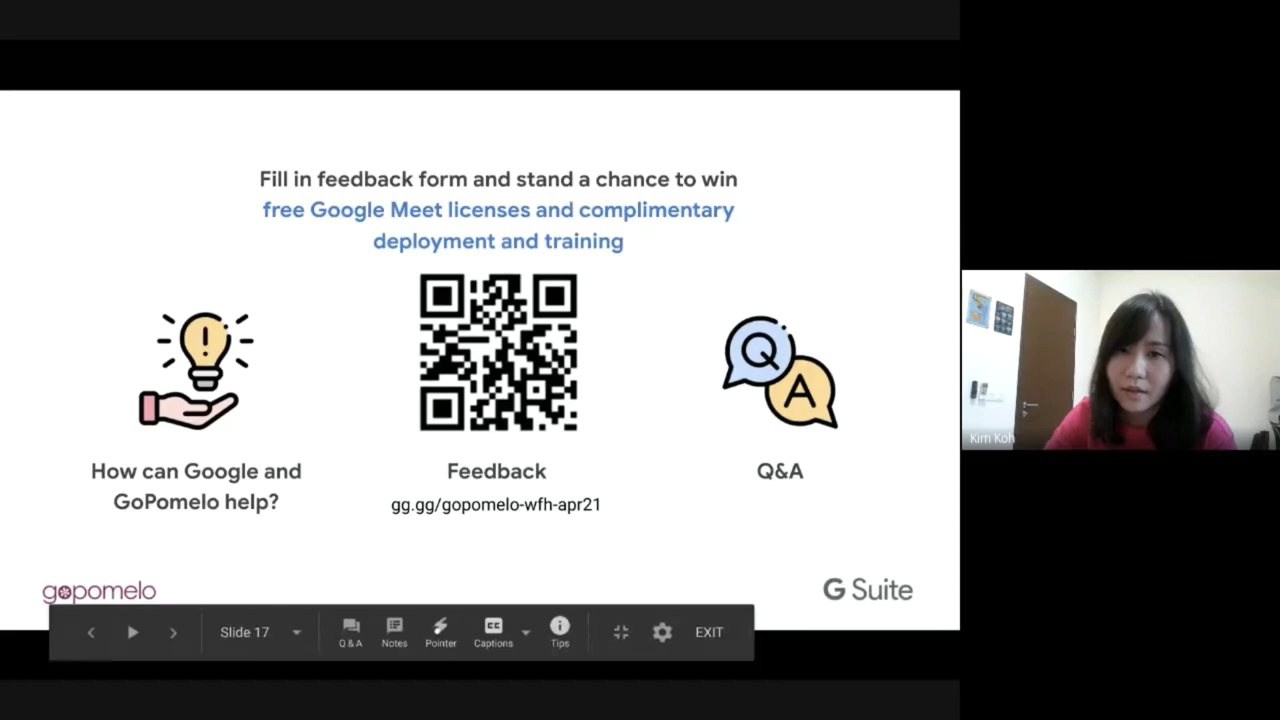 Fill in feedback form and stand a chance to win
free Google Meet licenses and complimentary
deployment and training
Q
A
How can Google and
GoPomelo help?
Feedback
gg.gg/gopomelo-wfh-apr21
Q&A
gopomelo
G Suite
Slide 17
Q & A
Notes
Pointer
CC
Captions
Tips
EXIT
Kim Koh